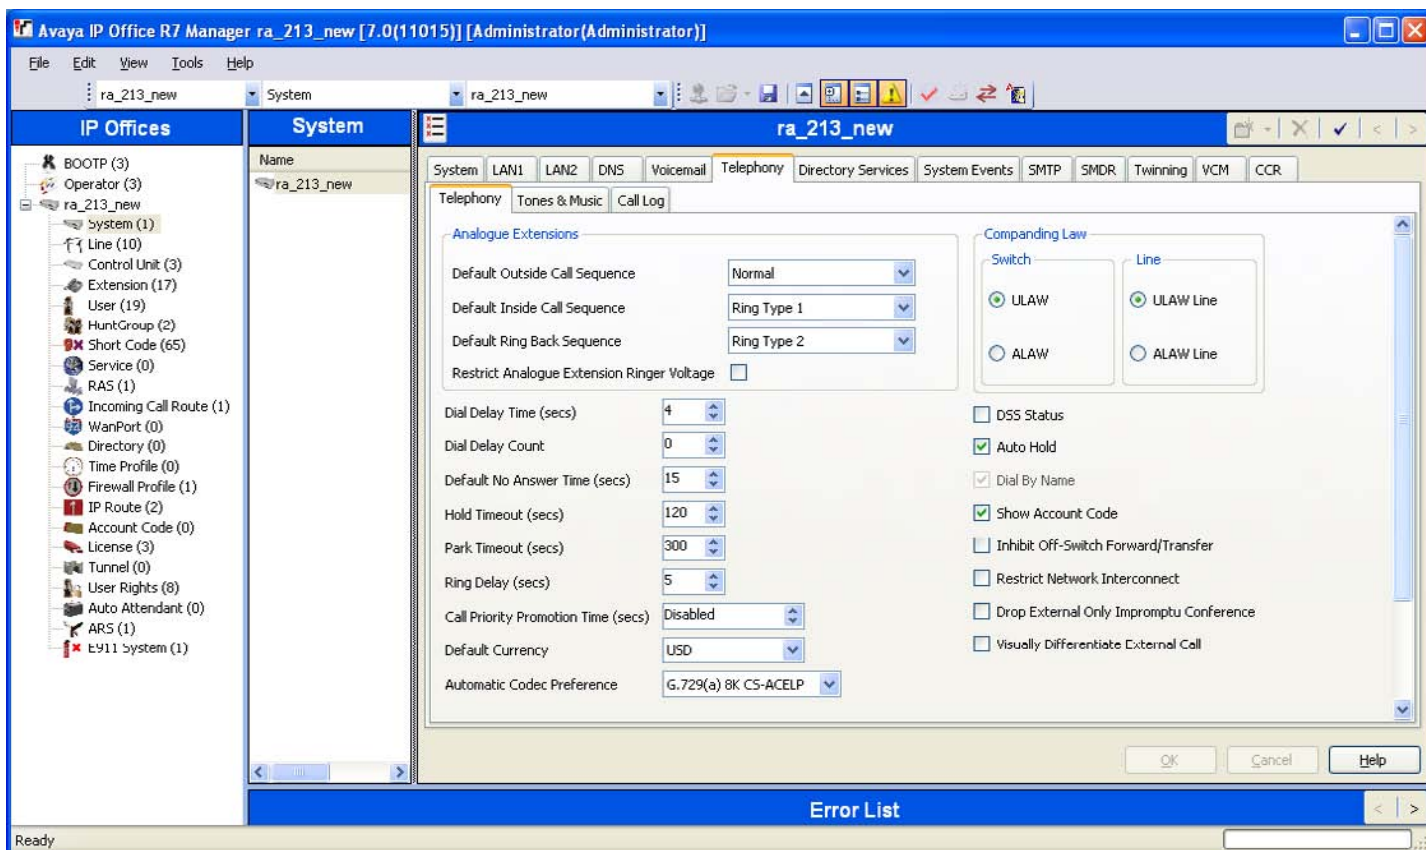 Avaya IP Office R7 Manager ra_213_new [7.0(11015)] [Administrator(Administrator)]
File Edit View Tools Help
ra_213_new System ra_213_new
IP Offices
BOOTP (3)
Operator (3)
ra_213_new
System (1)
Line (10)
Control Unit (3)
Extension (17)
User (19)
HuntGroup (2)
Short Code (65)
Service (0)
RAS (1)
Incoming Call Route (1)
WanPort (0)
Directory (0)
Time Profile (0)
Firewall Profile (1)
IP Route (2)
Account Code (0)
License (3)
Tunnel (0)
User Rights (8)
Auto Attendant (0)
ARS (1)
E911 System (1)
System
Name
ra_213_new
ra_213_new
System LAN1 LAN2 DNS Voicemail Telephony Directory Services System Events SMTP SMDR Twinning VCM CCR
Telephony Tones & Music Call Log
Analogue Extensions
Default Outside Call Sequence Normal
Default Inside Call Sequence Ring Type 1
Default Ring Back Sequence Ring Type 2
Restrict Analogue Extension Ringer Voltage
Companding Law
Switch Line
ULAW ULAW Line
ALAW ALAW Line
Dial Delay Time (secs) 4
Dial Delay Count 0
Default No Answer Time (secs) 15
Hold Timeout (secs) 120
Park Timeout (secs) 300
Ring Delay (secs) 5
Call Priority Promotion Time (secs) Disabled
Default Currency USD
Automatic Codec Preference G.729(a) 8K CS-ACELP
DSS Status
Auto Hold
Dial By Name
Show Account Code
Inhibit Off-Switch Forward/Transfer
Restrict Network Interconnect
Drop External Only Impromptu Conference
Visually Differentiate External Call
OK Cancel Help
Error List
Ready